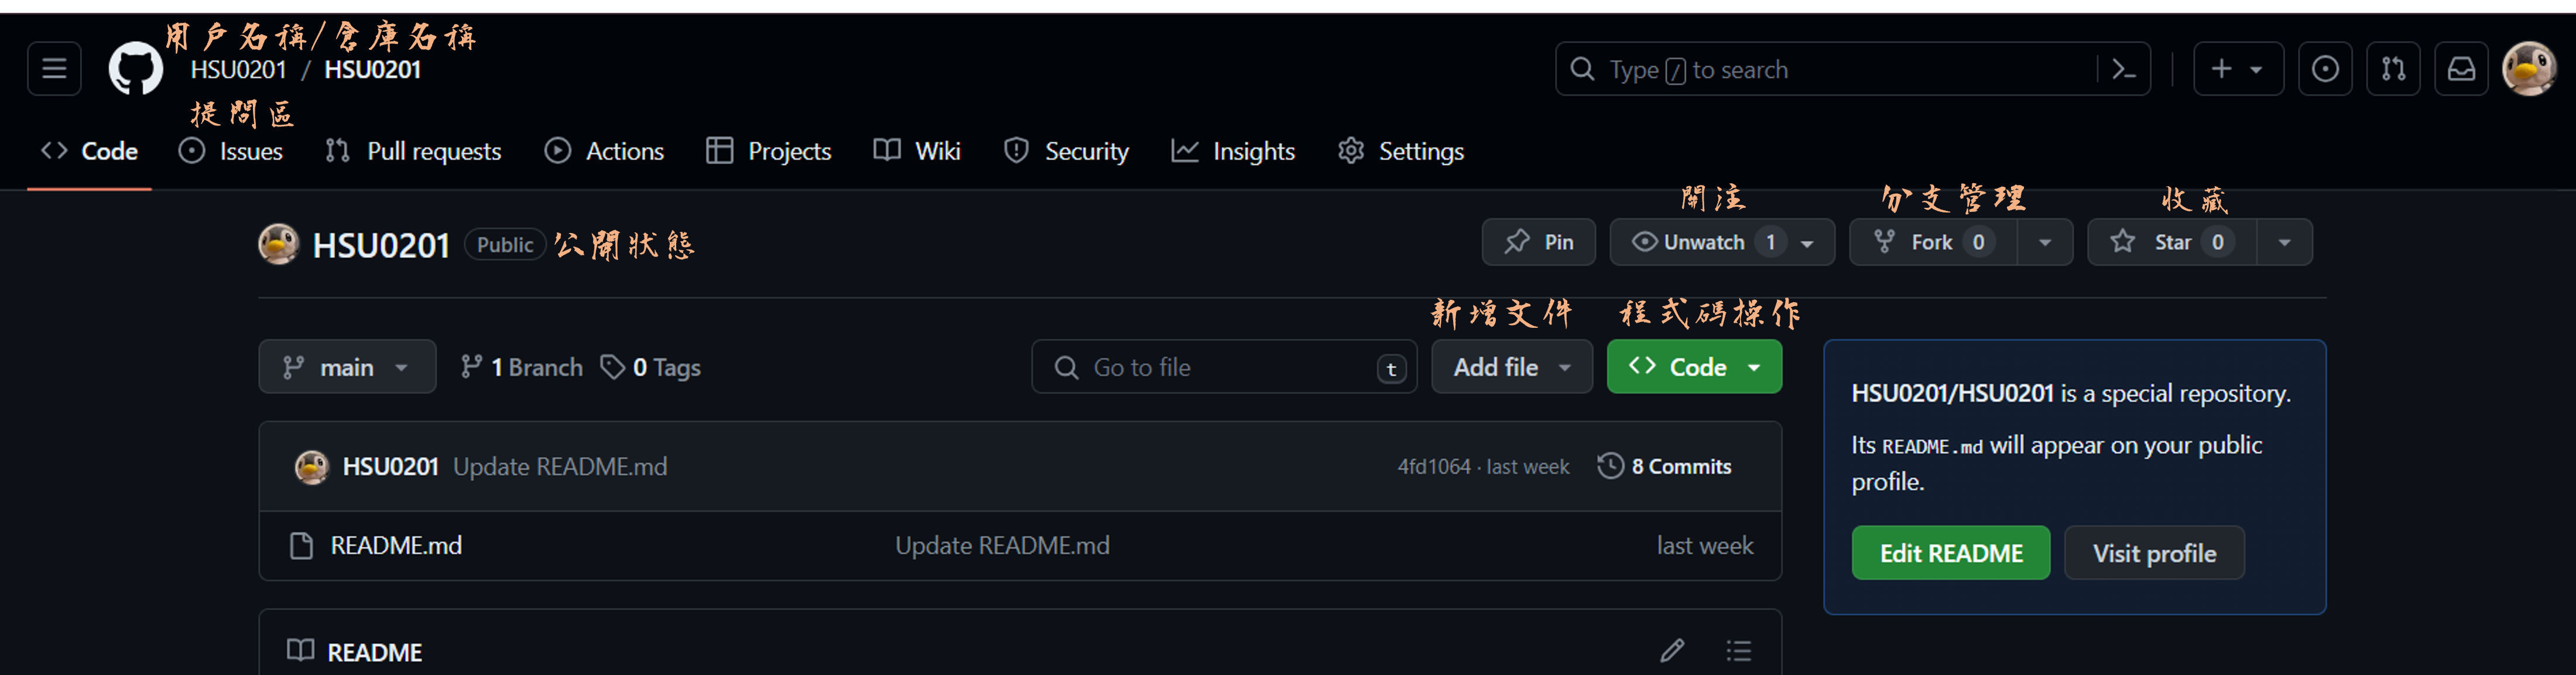 用戶名稱/倉庫名稱
HSU0201 / HSU0201
Type / to search
提問區
Code Issues Pull requests Actions Projects Wiki Security Insights Settings
關注 分支管理 收藏
HSU0201 Public 公開狀態 Pin Unwatch 1 Fork 0 Star 0
新增文件 程式碼操作
main 1 Branch 0 Tags Go to file t Add file Code
HSU0201/HSU0201 is a special repository.
Its README.md will appear on your public
profile.
Edit README Visit profile
HSU0201 Update README.md 4fd1064 · last week 8 Commits
README.md Update README.md last week
README